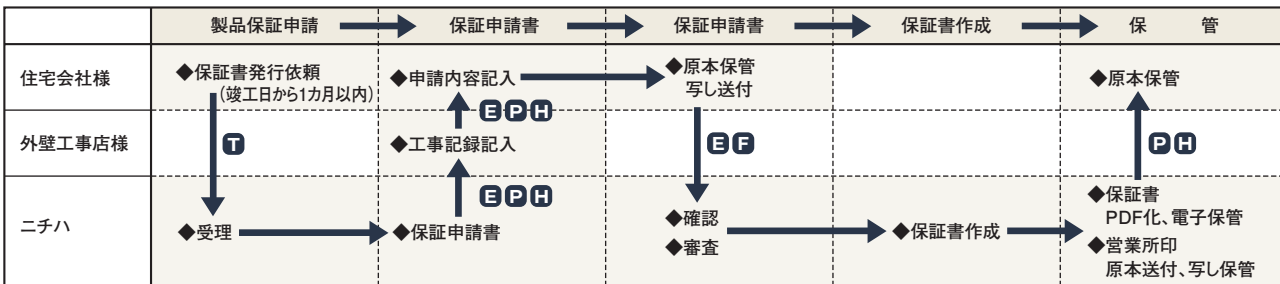 製品保証申請 保証申請書 保証申請書 保証書作成 保管
住宅会社様
◆保証書発行依頼
(竣工日から1カ月以内)
◆申請内容記入
◆原本保管
写し送付
◆原本保管
E P H
外壁工事店様
T
◆工事記録記入
E F
P H
E P H
ニチハ
◆受理
◆保証申請書
◆確認
◆審査
◆保証書作成
◆保証書
PDF化、電子保管
◆営業所印
原本送付、写し保管